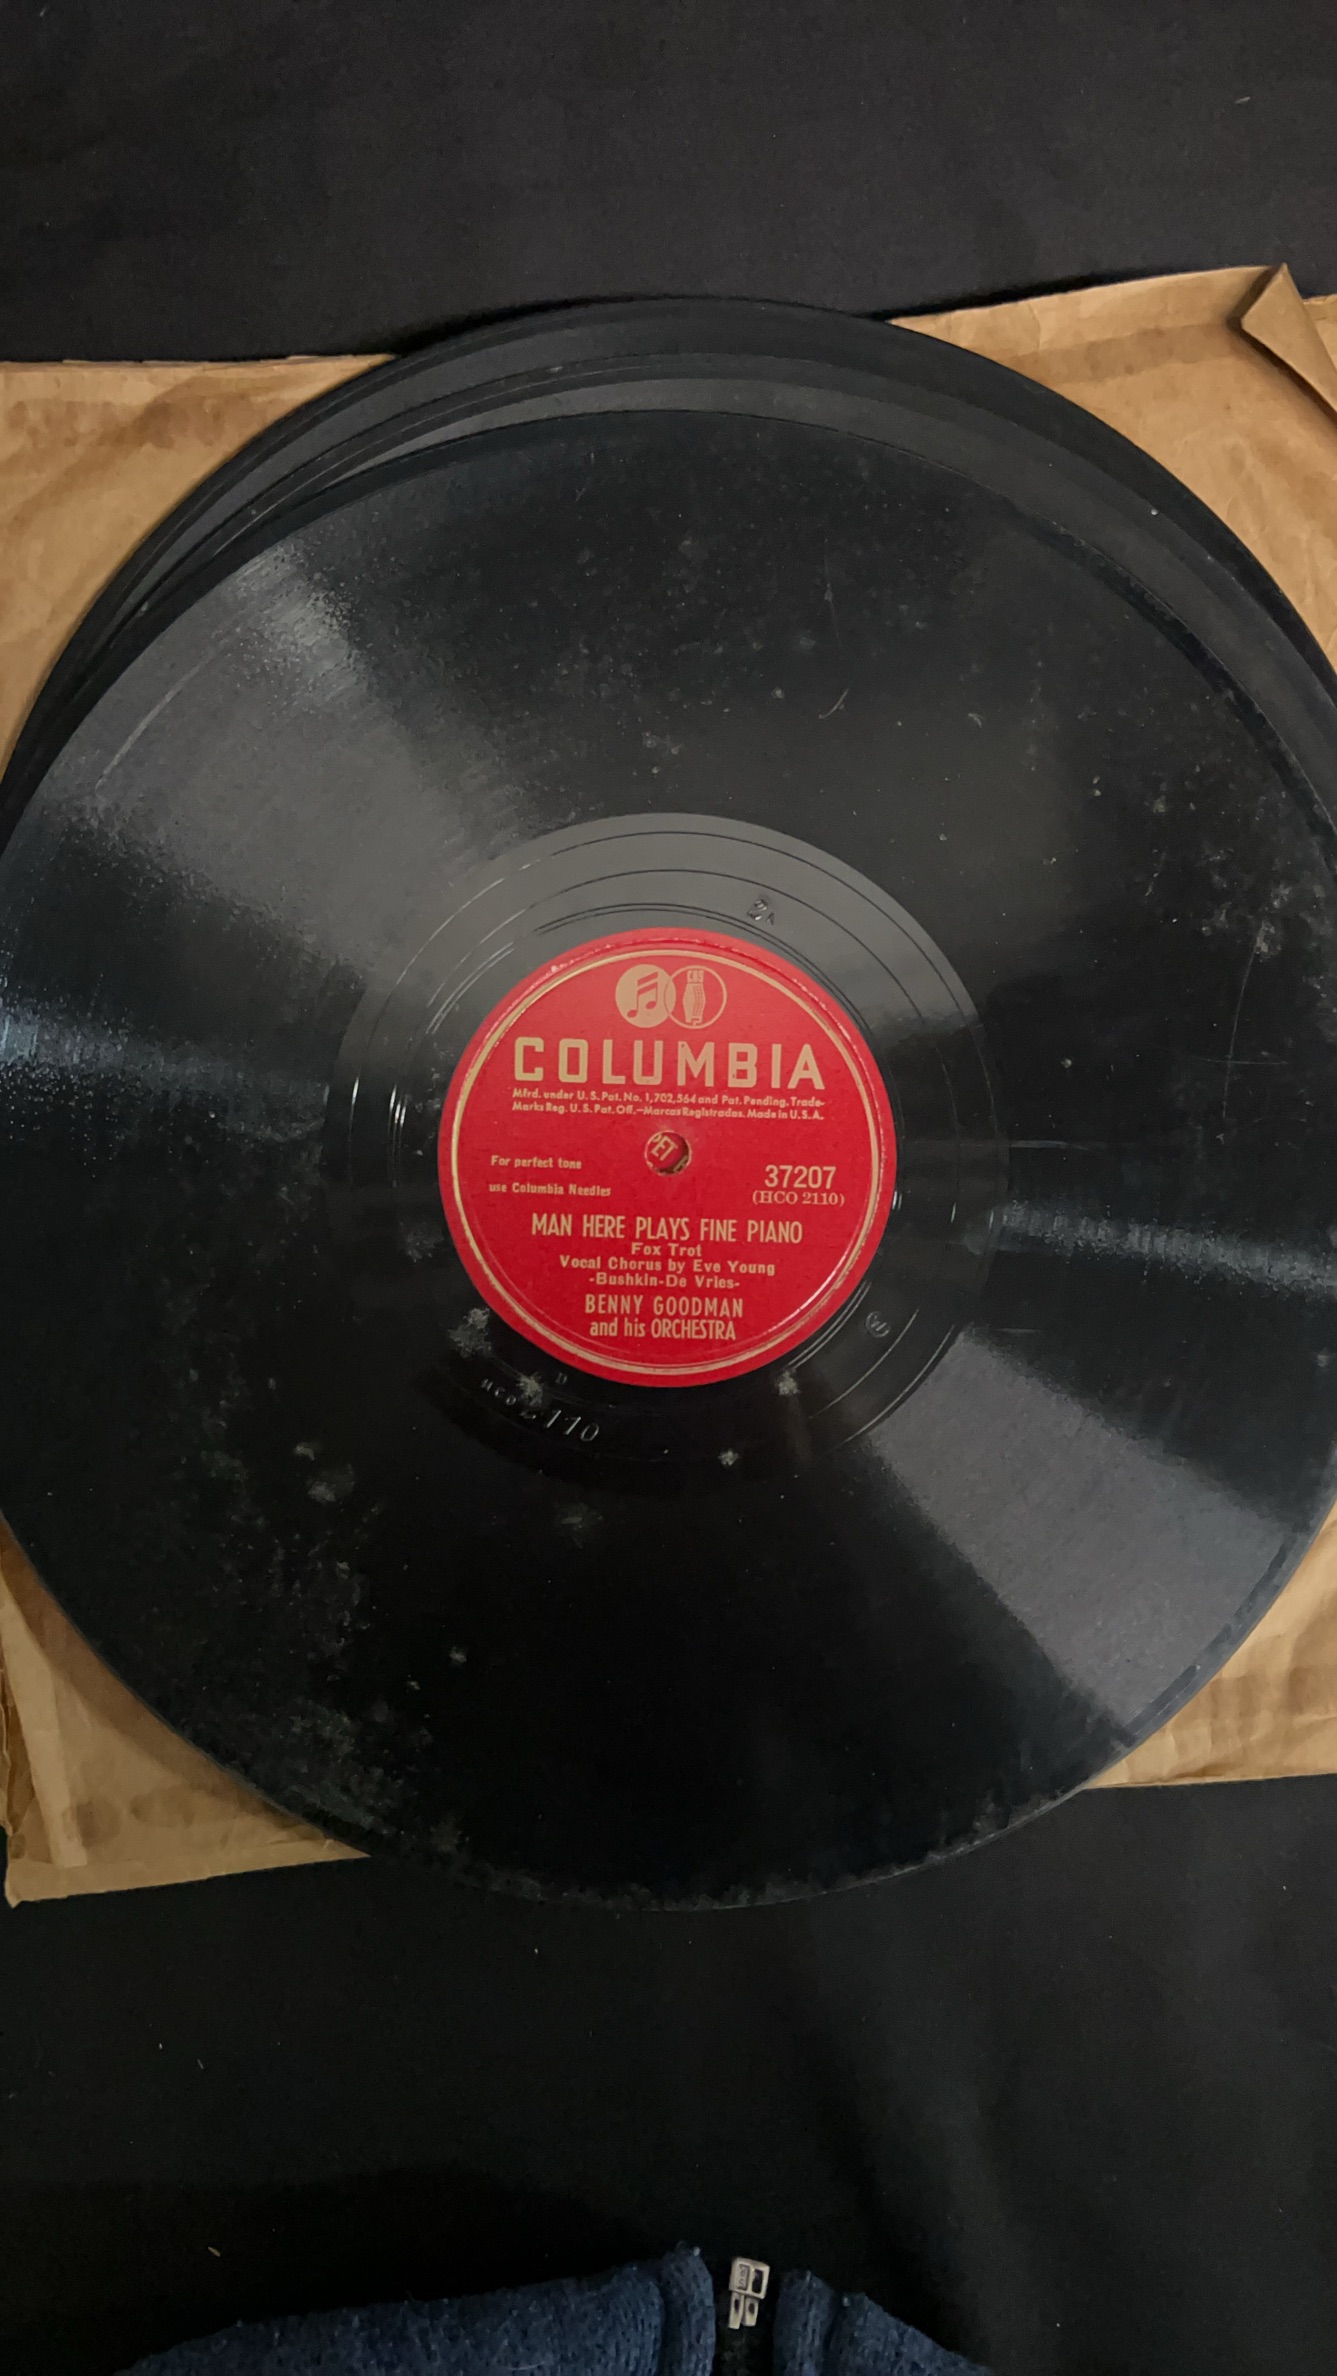 CBS
COLUMBIA
Mfrd. under U. S. Pat. No. 1,702,564 and Pat. Pending. Trade-
Marks Reg. U. S. Pat. Off.—Marcas Registradas. Made in U.S.A.
For perfect tone
use Columbia Needles
37207
(HCO 2110)
MAN HERE PLAYS FINE PIANO
Fox Trot
Vocal Chorus by Eve Young
-Bushkin-De Vries-
BENNY GOODMAN
and his ORCHESTRA
HCO2110